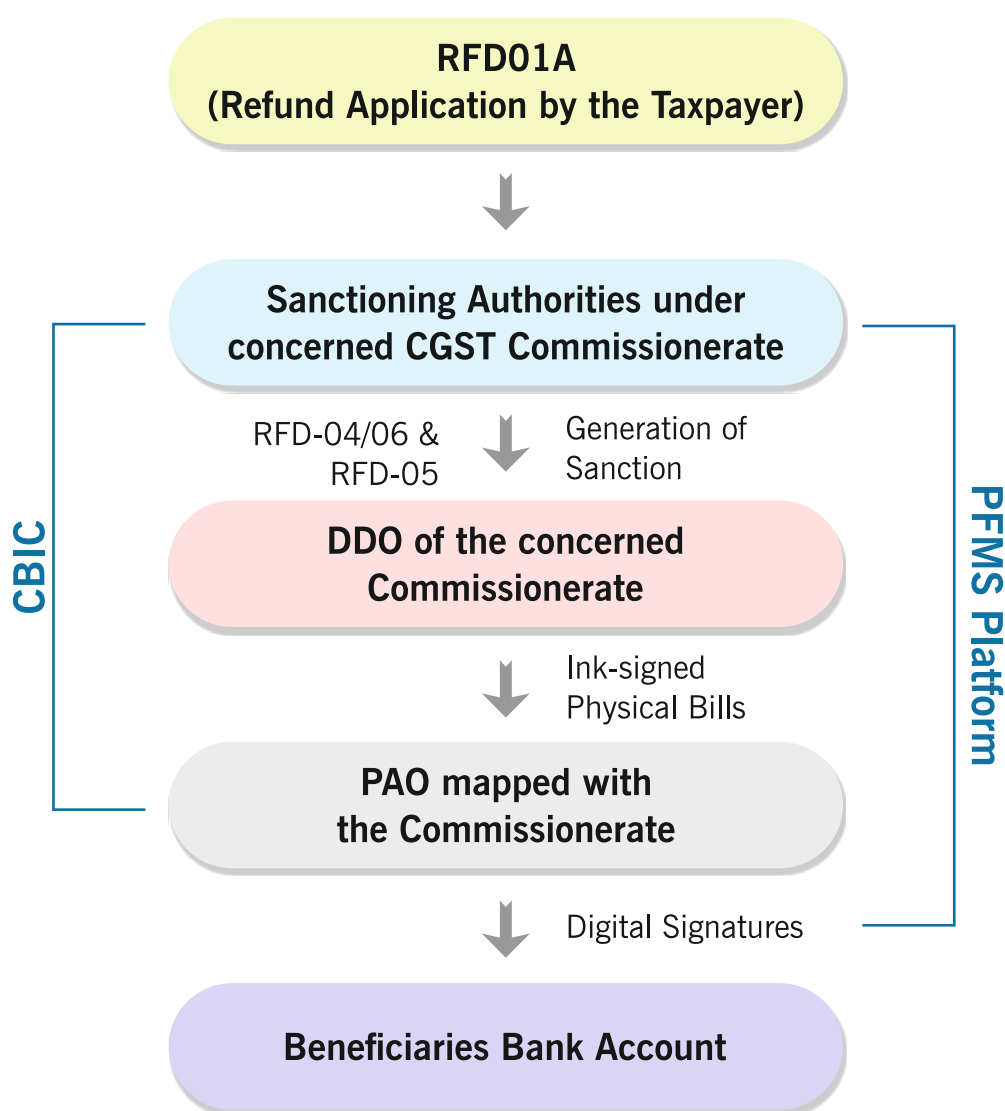 RFD01A
(Refund Application by the Taxpayer)
Sanctioning Authorities under
concerned CGST Commissionerate
RFD-04/06 &
RFD-05
Generation of
Sanction
DDO of the concerned
Commissionerate
CBIC
PFMS Platform
Ink-signed
Physical Bills
PAO mapped with
the Commissionerate
Digital Signatures
Beneficiaries Bank Account